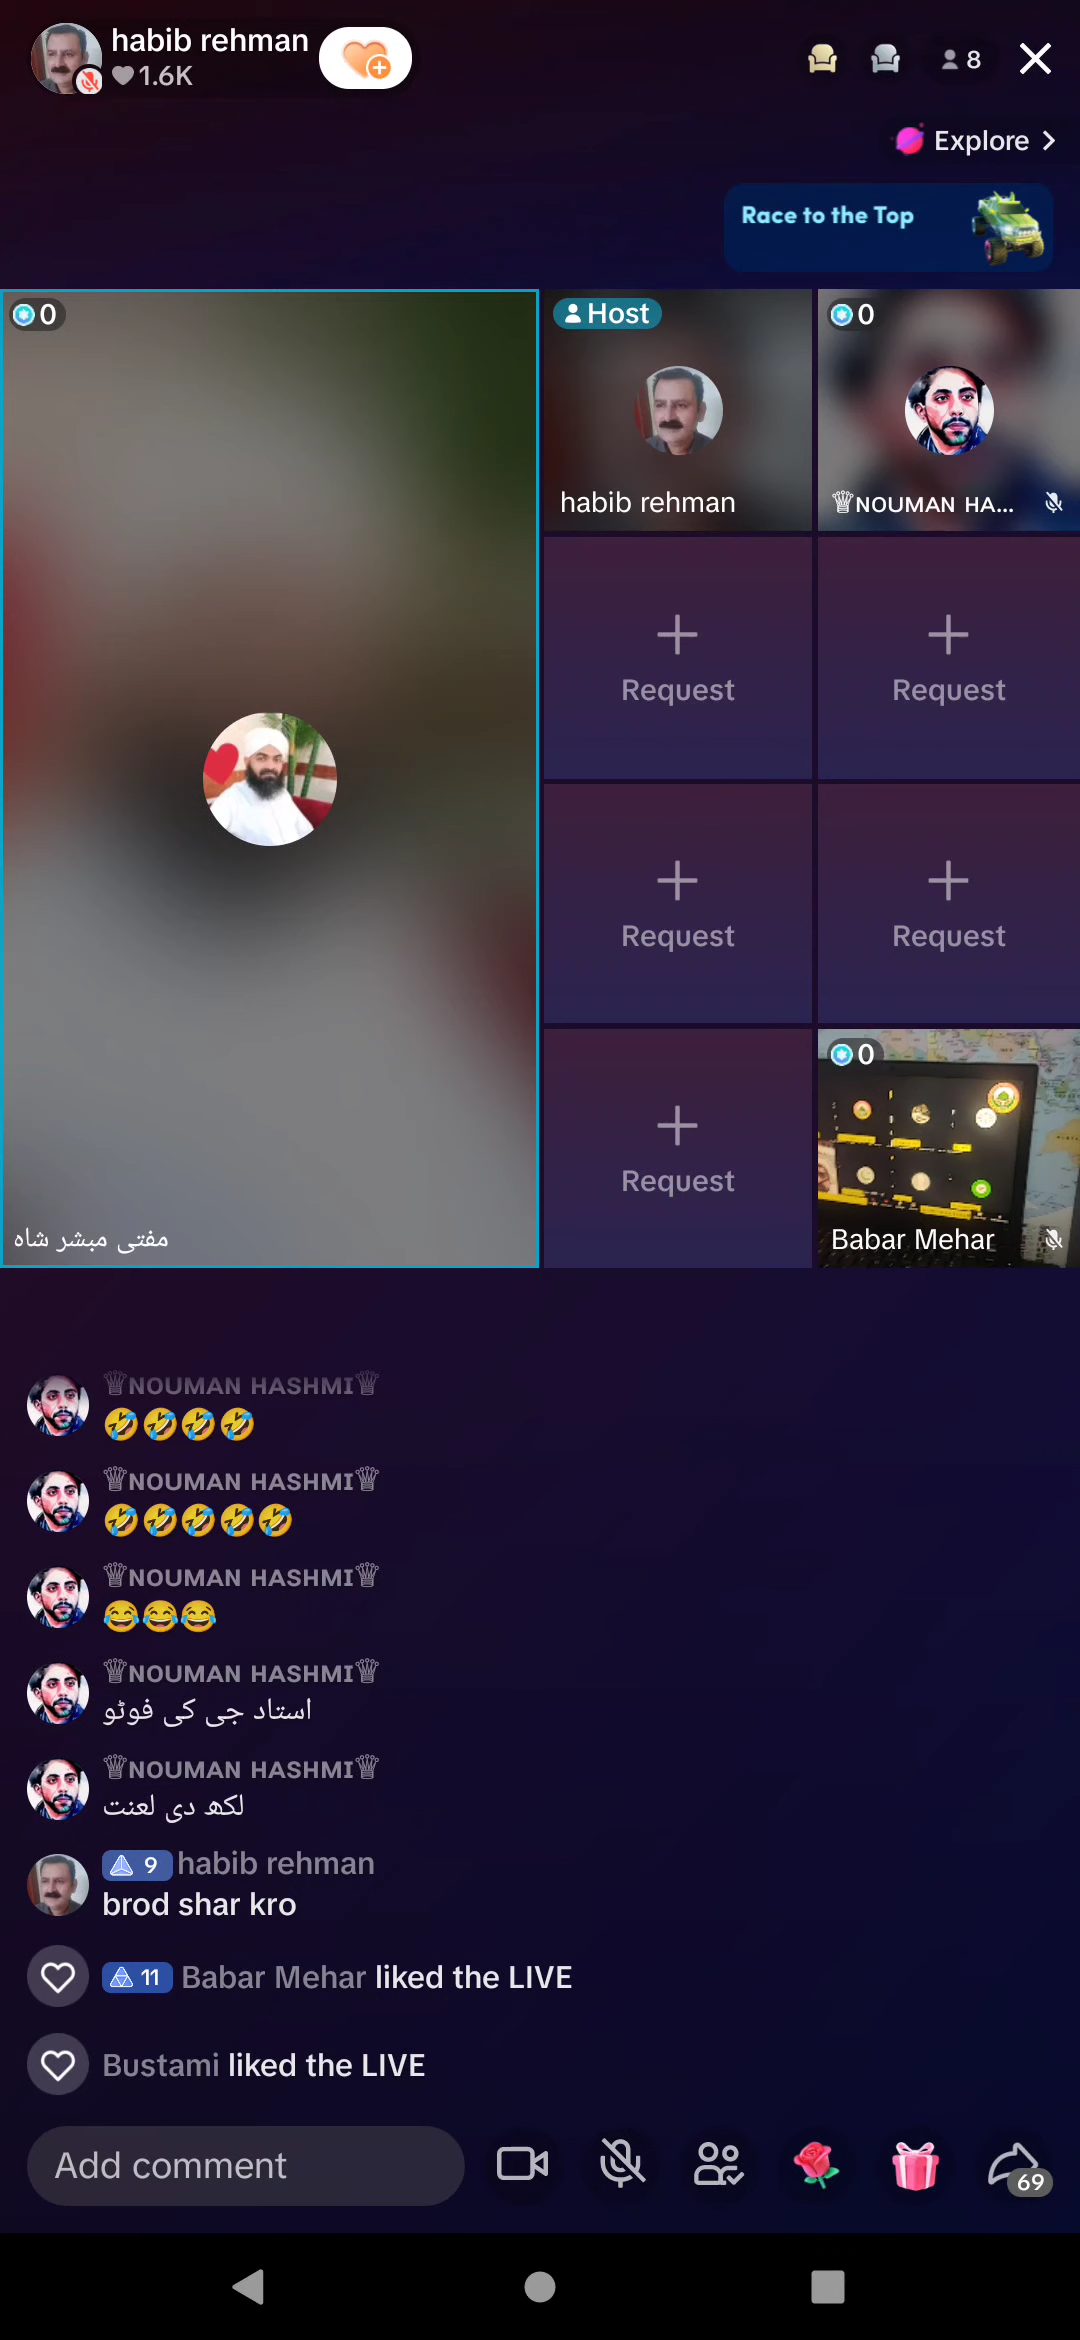 habib rehman
1.6K
8
Explore
Race to the Top
0
Host
0
habib rehman
♕NOUMAN HA...
Request
Request
Request
Request
Request
0
مفتی مبشر شاہ
Babar Mehar
♕NOUMAN HASHMI♕
🤣🤣🤣🤣
♕NOUMAN HASHMI♕
🤣🤣🤣🤣🤣
♕NOUMAN HASHMI♕
😂😂😂
♕NOUMAN HASHMI♕
استاد جی کی فوٹو
♕NOUMAN HASHMI♕
لکھ دی لعنت
9 habib rehman
brod shar kro
11 Babar Mehar liked the LIVE
Bustami liked the LIVE
Add comment
69